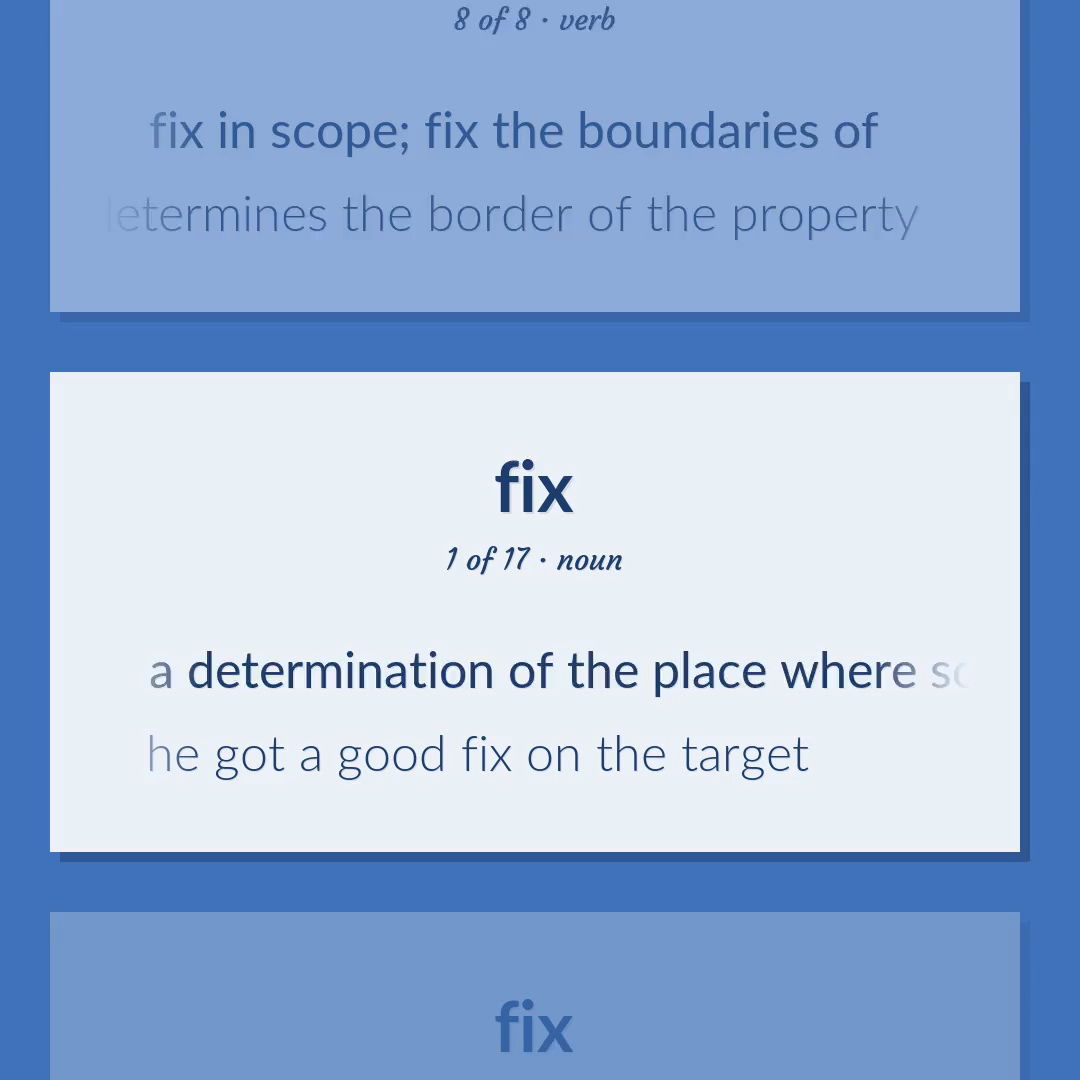 8 of 8 · verb
fix in scope; fix the boundaries of
etermines the border of the property
fix
1 of 17 · noun
a determination of the place where
he got a good fix on the target
fix